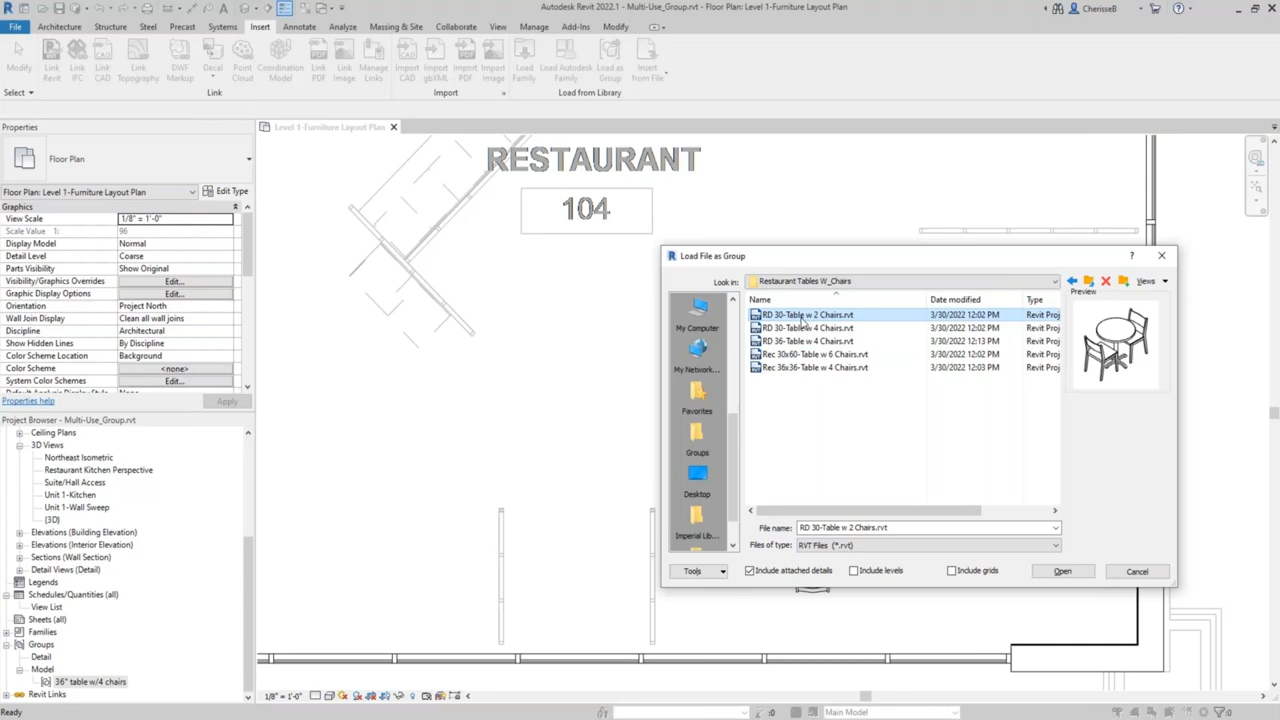 Autodesk Revit 2022.1 - Multi-Use_Group.rvt - Floor Plan: Level 1-Furniture Layout Plan
CherisseB
File Architecture Structure Steel Precast Systems Insert Annotate Analyze Massing & Site Collaborate View Manage Add-Ins Modify
Modify Link Revit Link IFC Link CAD Link Topography DWF Markup Decal Point Cloud Coordination Model Link PDF Link Image Manage Links Import CAD Import gbXML Import PDF Import Image Load Family Load Autodesk Family Load as Group Insert from File
Select Link Import Load from Library
Properties
Level 1-Furniture Layout Plan
Floor Plan
Floor Plan: Level 1-Furniture Layout Plan Edit Type
Graphics
View Scale 1/8" = 1'-0"
Scale Value 1: 96
Display Model Normal
Detail Level Coarse
Parts Visibility Show Original
Visibility/Graphics Overrides Edit...
Graphic Display Options Edit...
Orientation Project North
Wall Join Display Clean all wall joins
Discipline Architectural
Show Hidden Lines By Discipline
Color Scheme Location Background
Color Scheme <none>
System Color Schemes Edit...
Default Analysis Display Style
Properties help Apply
Project Browser - Multi-Use_Group.rvt
Ceiling Plans
3D Views
Northeast Isometric
Restaurant Kitchen Perspective
Suite/Hall Access
Unit 1-Kitchen
Unit 1-Wall Sweep
{3D}
Elevations (Building Elevation)
Elevations (Interior Elevation)
Sections (Wall Section)
Detail Views (Detail)
Legends
Schedules/Quantities (all)
View List
Sheets (all)
Families
Groups
Detail
Model
36" table w/4 chairs
Revit Links
RESTAURANT
104
Load File as Group
Look in: Restaurant Tables W_Chairs Views
Name Date modified Type Preview
RD 30-Table w 2 Chairs.rvt 3/30/2022 12:02 PM Revit Proj
RD 30-Table w 4 Chairs.rvt 3/30/2022 12:02 PM Revit Proj
RD 36-Table w 4 Chairs.rvt 3/30/2022 12:13 PM Revit Proj
Rec 30x60-Table w 6 Chairs.rvt 3/30/2022 12:02 PM Revit Proj
Rec 36x36-Table w 4 Chairs.rvt 3/30/2022 12:03 PM Revit Proj
My Computer
My Network...
Favorites
Groups
Desktop
Imperial Lib...
File name: RD 30-Table w 2 Chairs.rvt
Files of type: RVT Files (*.rvt)
Tools Include attached details Include levels Include grids Open Cancel
1/8" = 1'-0"
Ready :0 Main Model :0